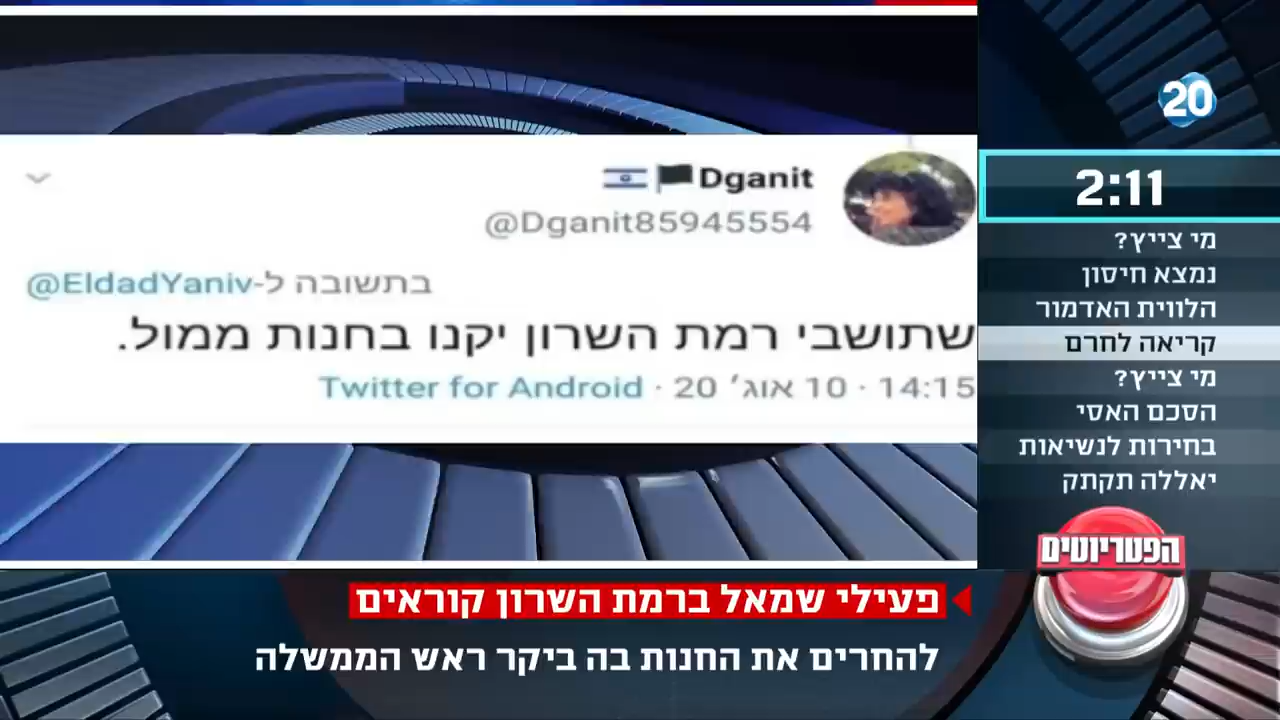 Dganit
@Dganit85945554
בתשובה ל-@EldadYaniv
שתושבי רמת השרון יקנו בחנות ממול.
14:15 · 10 אוג׳ 20 · Twitter for Android
20
2:11
מי צייץ?
נמצא חיסון
הלווית האדמור
קריאה לחרם
מי צייץ?
הסכם האסי
בחירות לנשיאות
יאללה תקתק
הפטריוטים
פעילי שמאל ברמת השרון קוראים
להחרים את החנות בה ביקר ראש הממשלה